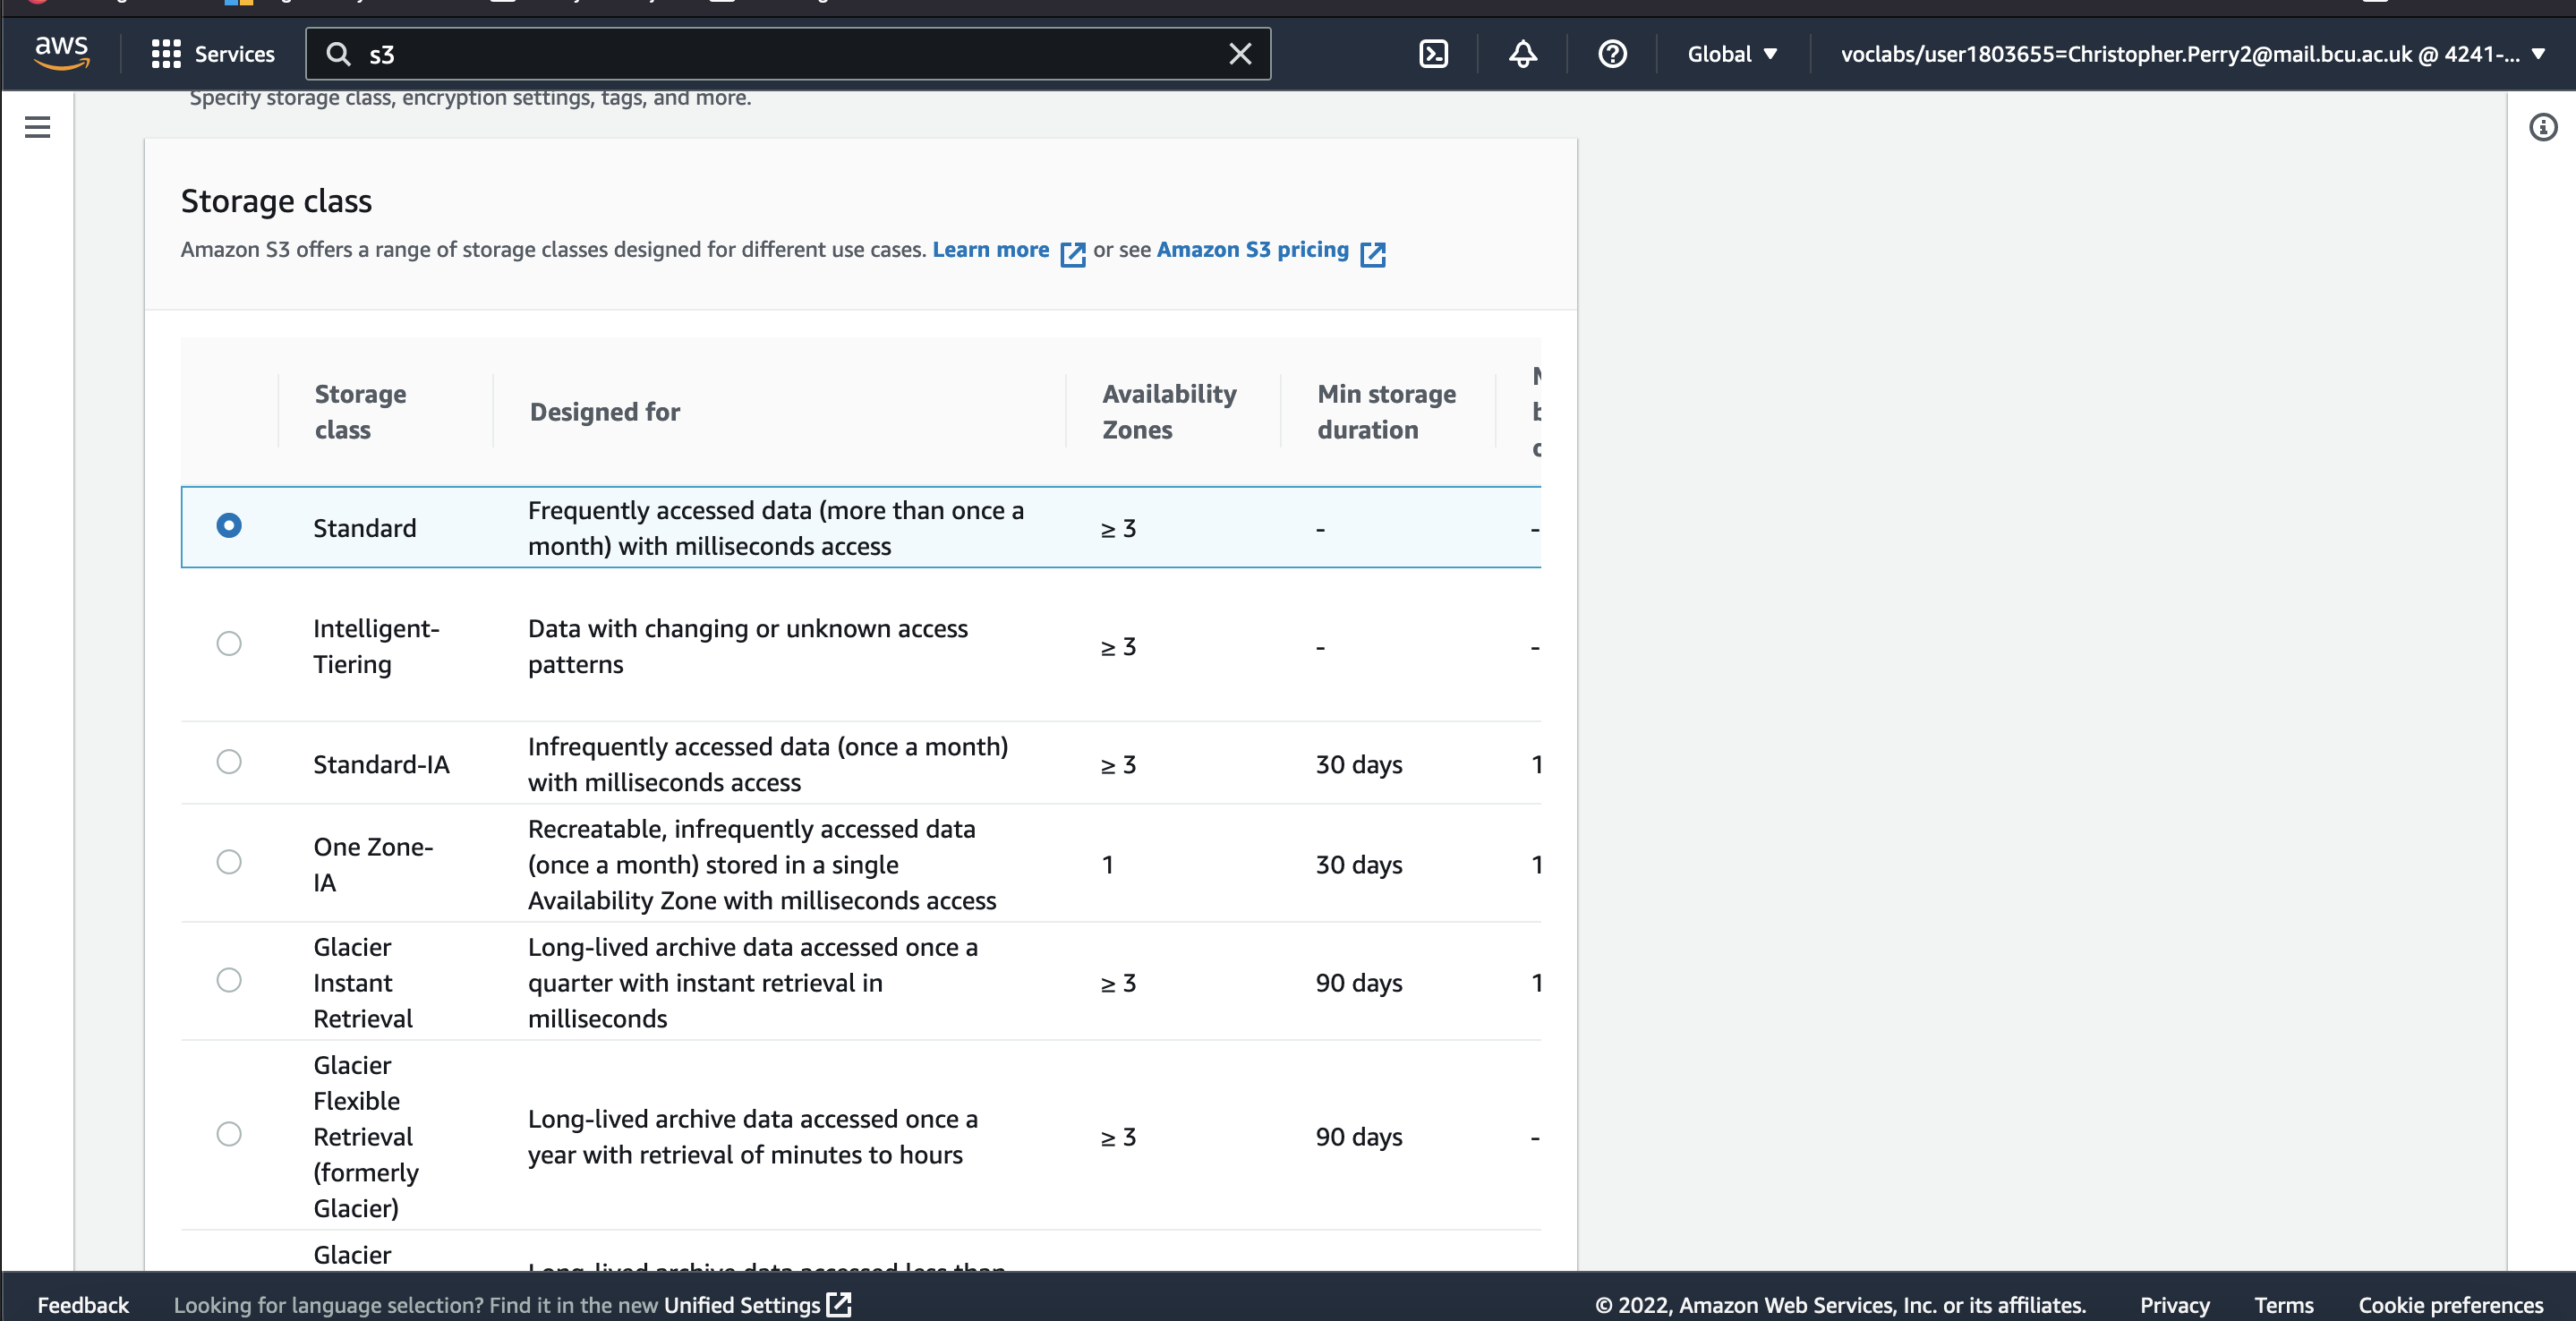 aws
Services
s3
Global
voclabs/user1803655=Christopher.Perry2@mail.bcu.ac.uk @ 4241-...
Specify storage class, encryption settings, tags, and more.
Storage class
Amazon S3 offers a range of storage classes designed for different use cases. Learn more or see Amazon S3 pricing
Storage
class
Designed for
Availability
Zones
Min storage
duration
Standard
Frequently accessed data (more than once a
month) with milliseconds access
≥ 3
-
-
Intelligent-
Tiering
Data with changing or unknown access
patterns
≥ 3
-
-
Standard-IA
Infrequently accessed data (once a month)
with milliseconds access
≥ 3
30 days
1
One Zone-
IA
Recreatable, infrequently accessed data
(once a month) stored in a single
Availability Zone with milliseconds access
1
30 days
1
Glacier
Instant
Retrieval
Long-lived archive data accessed once a
quarter with instant retrieval in
milliseconds
≥ 3
90 days
1
Glacier
Flexible
Retrieval
(formerly
Glacier)
Long-lived archive data accessed once a
year with retrieval of minutes to hours
≥ 3
90 days
-
Glacier
Long-lived archive data accessed less than
Feedback
Looking for language selection? Find it in the new Unified Settings
© 2022, Amazon Web Services, Inc. or its affiliates.
Privacy
Terms
Cookie preferences